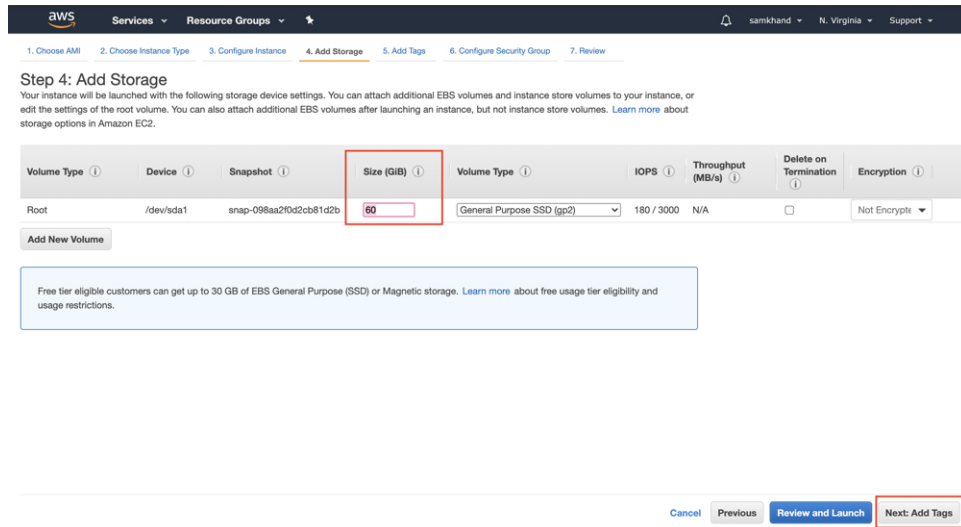 aws Services Resource Groups samkhand N. Virginia Support
1. Choose AMI 2. Choose Instance Type 3. Configure Instance 4. Add Storage 5. Add Tags 6. Configure Security Group 7. Review
Step 4: Add Storage
Your instance will be launched with the following storage device settings. You can attach additional EBS volumes and instance store volumes to your instance, or
edit the settings of the root volume. You can also attach additional EBS volumes after launching an instance, but not instance store volumes. Learn more about
storage options in Amazon EC2.
Volume Type i Device i Snapshot i Size (GiB) i Volume Type i IOPS i Throughput (MB/s) i Delete on Termination i Encryption i
Root /dev/sda1 snap-098aa2f0d2cb81d2b 60 General Purpose SSD (gp2) 180 / 3000 N/A Not Encrypte
Add New Volume
Free tier eligible customers can get up to 30 GB of EBS General Purpose (SSD) or Magnetic storage. Learn more about free usage tier eligibility and
usage restrictions.
Cancel Previous Review and Launch Next: Add Tags